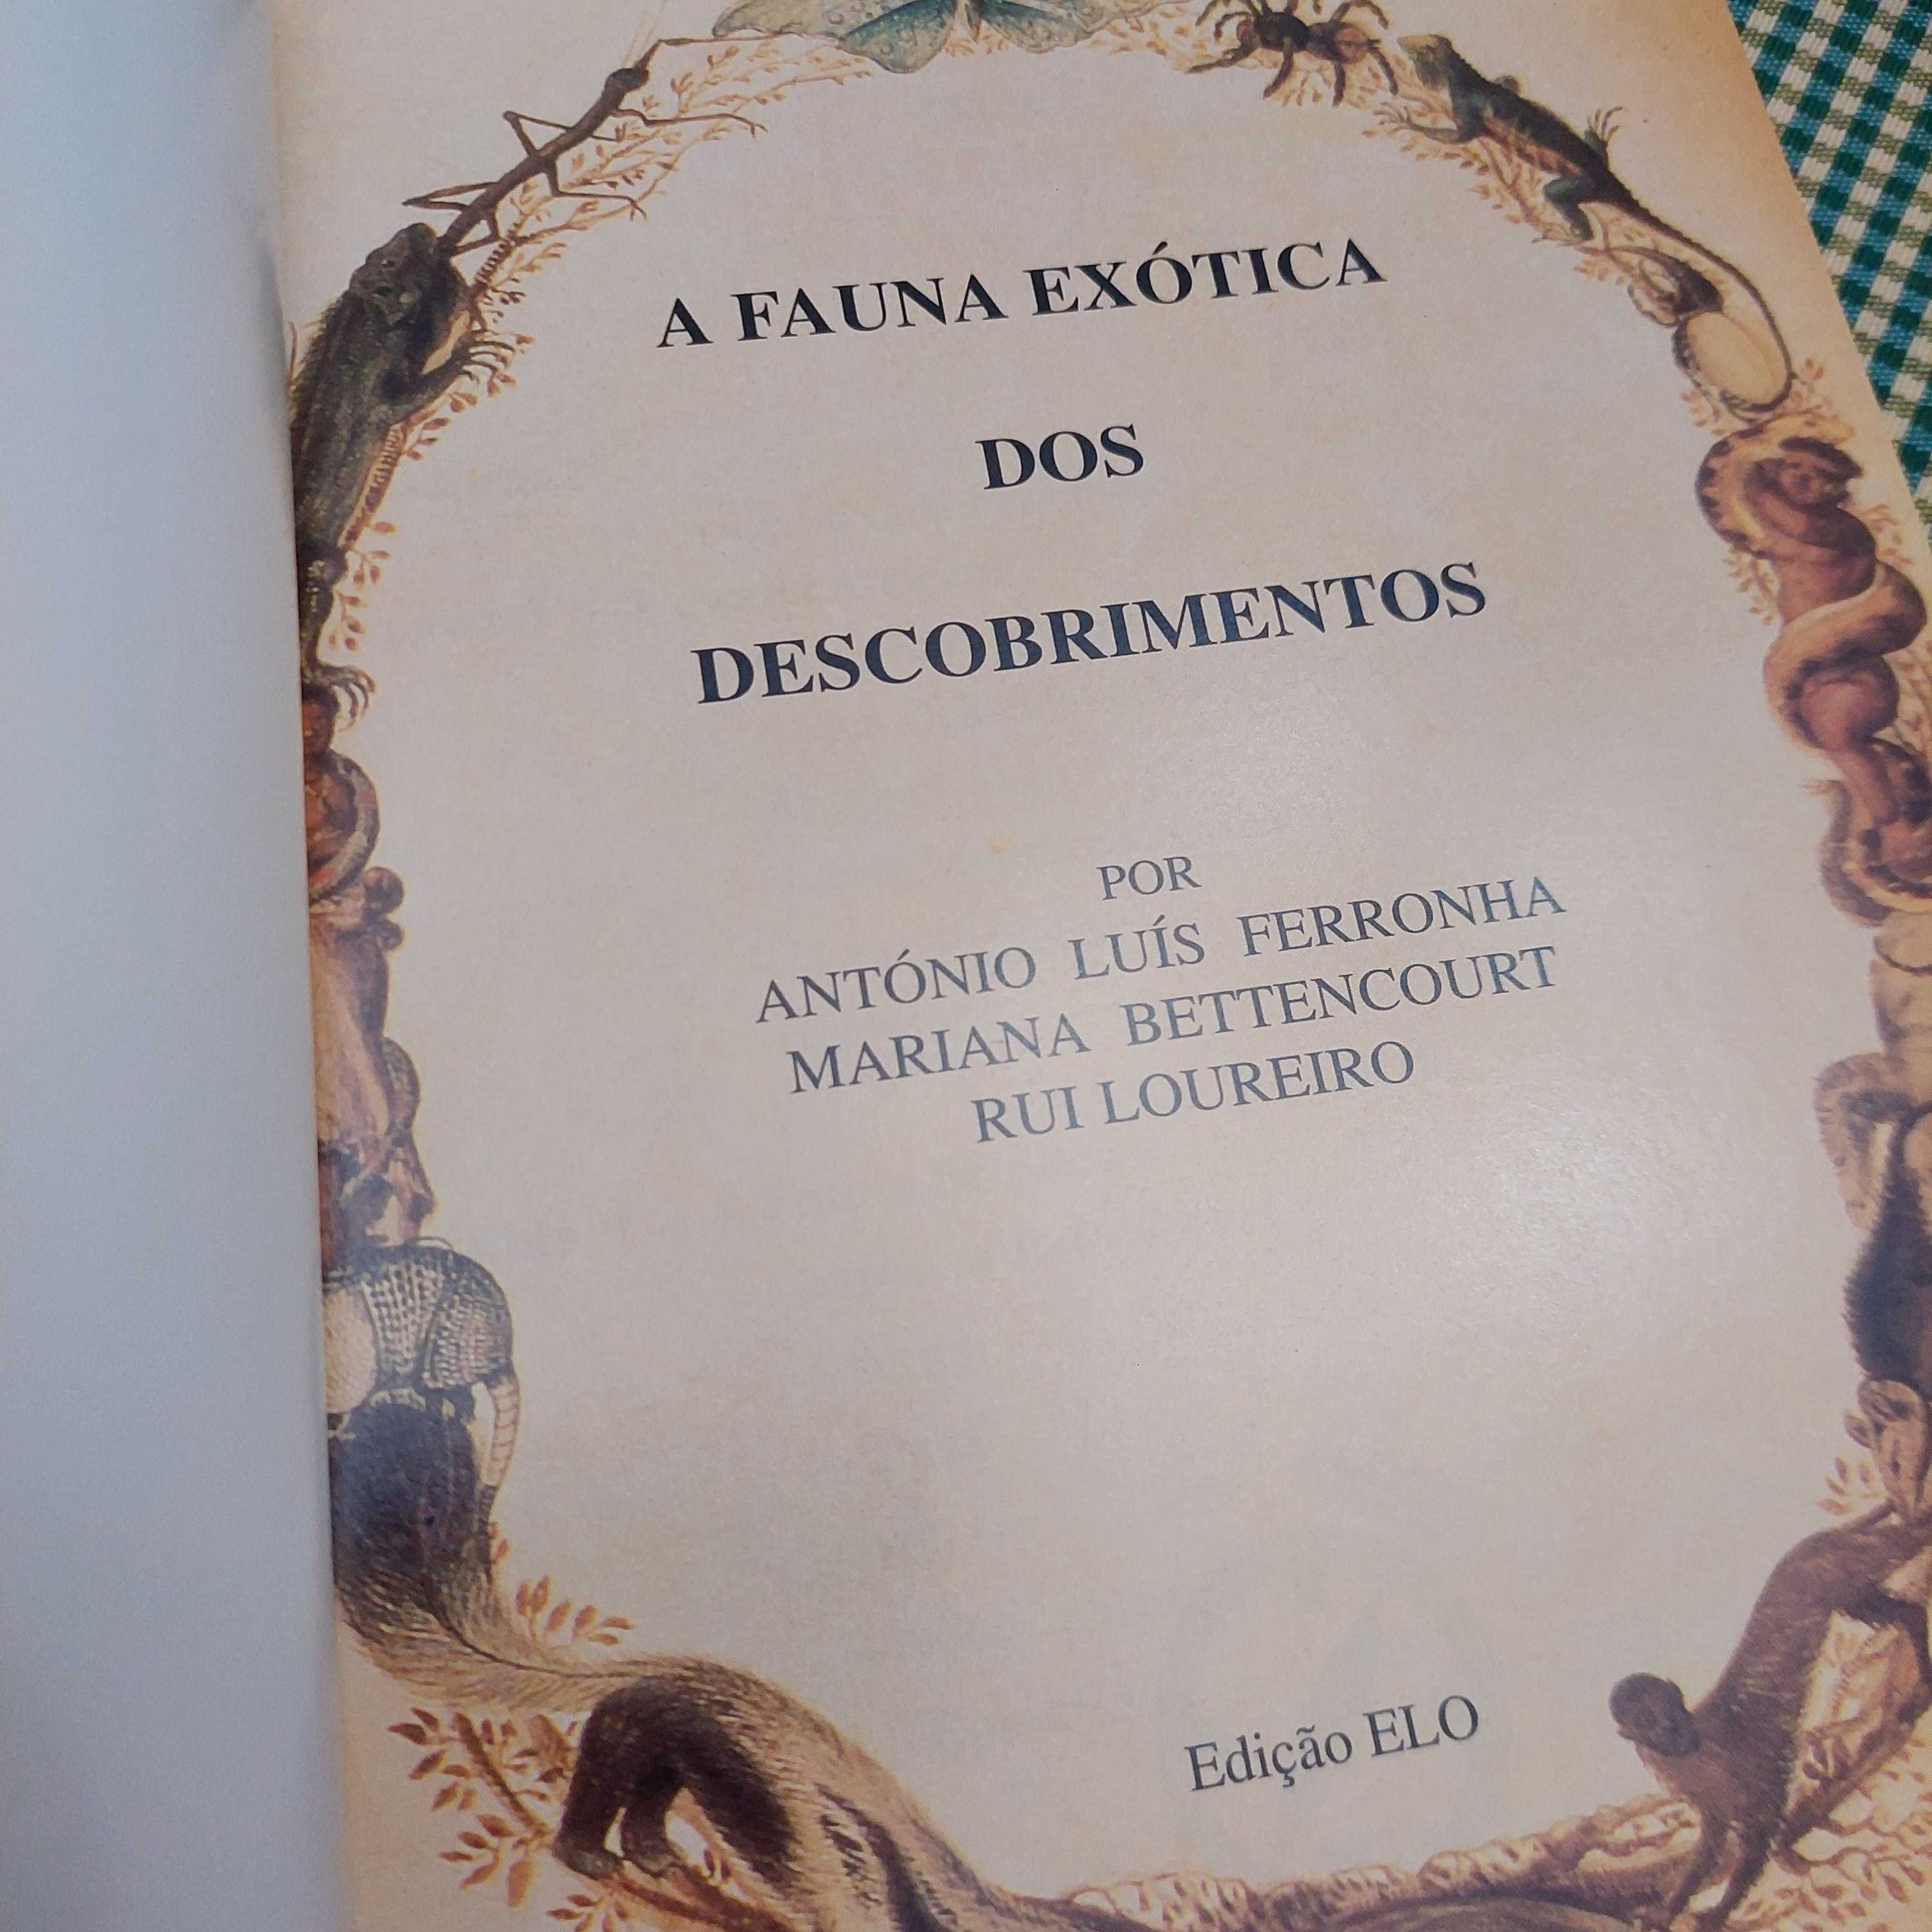 A FAUNA EXÓTICA
DOS
DESCOBRIMENTOS
POR
ANTÓNIO LUÍS FERRONHA
MARIANA BETTENCOURT
RUI LOUREIRO
Edição ELO